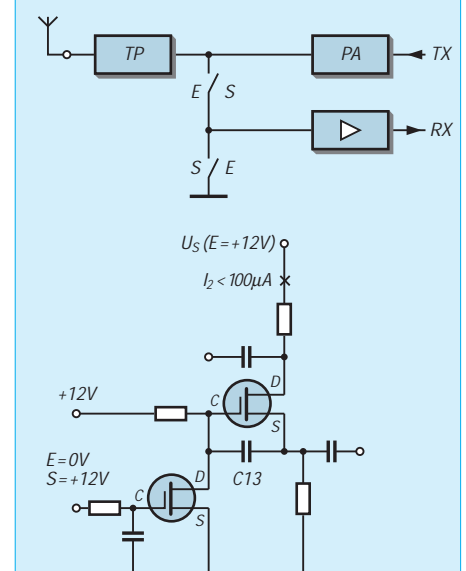 TP
PA
TX
E
S
RX
S
E
U_S (E=+12V)
I_2 < 100µA
D
+12V
C
S
D
C13
E=0V
S=+12V
C
S